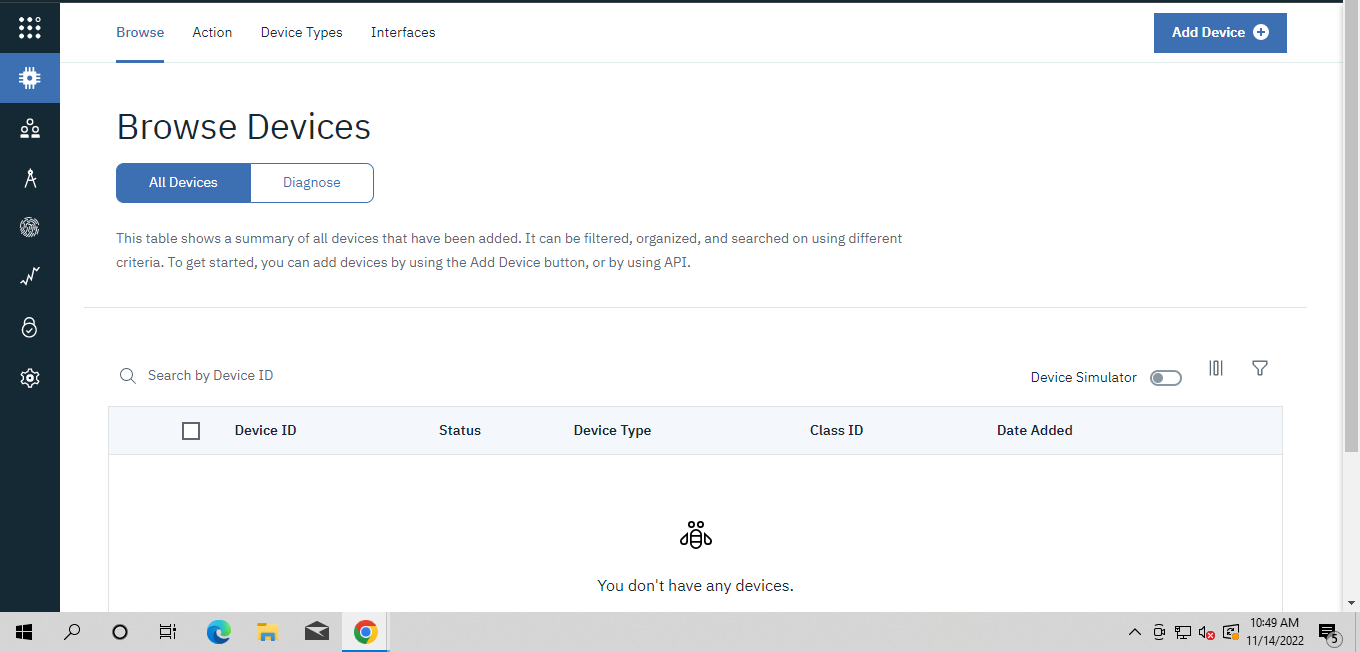 Browse Action Device Types Interfaces Add Device
Browse Devices
All Devices Diagnose
This table shows a summary of all devices that have been added. It can be filtered, organized, and searched on using different
criteria. To get started, you can add devices by using the Add Device button, or by using API.
Search by Device ID Device Simulator
Device ID Status Device Type Class ID Date Added
You don't have any devices.
10:49 AM
11/14/2022
5